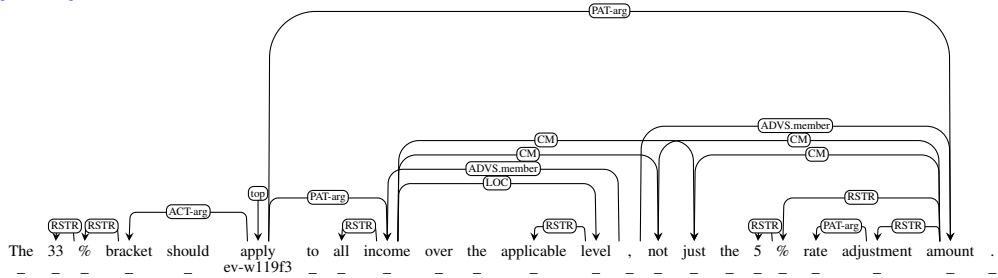 PAT-arg
CM CM ADVS.member
CM CM
ADVS.member
top PAT-arg LOC RSTR
ACT-arg
RSTR RSTR RSTR RSTR RSTR PAT-arg RSTR
The 33 % bracket should apply to all income over the applicable level , not just the 5 % rate adjustment amount .
_ _ _ _ _ ev-w119f3 _ _ _ _ _ _ _ _ _ _ _ _ _ _ _ _ _